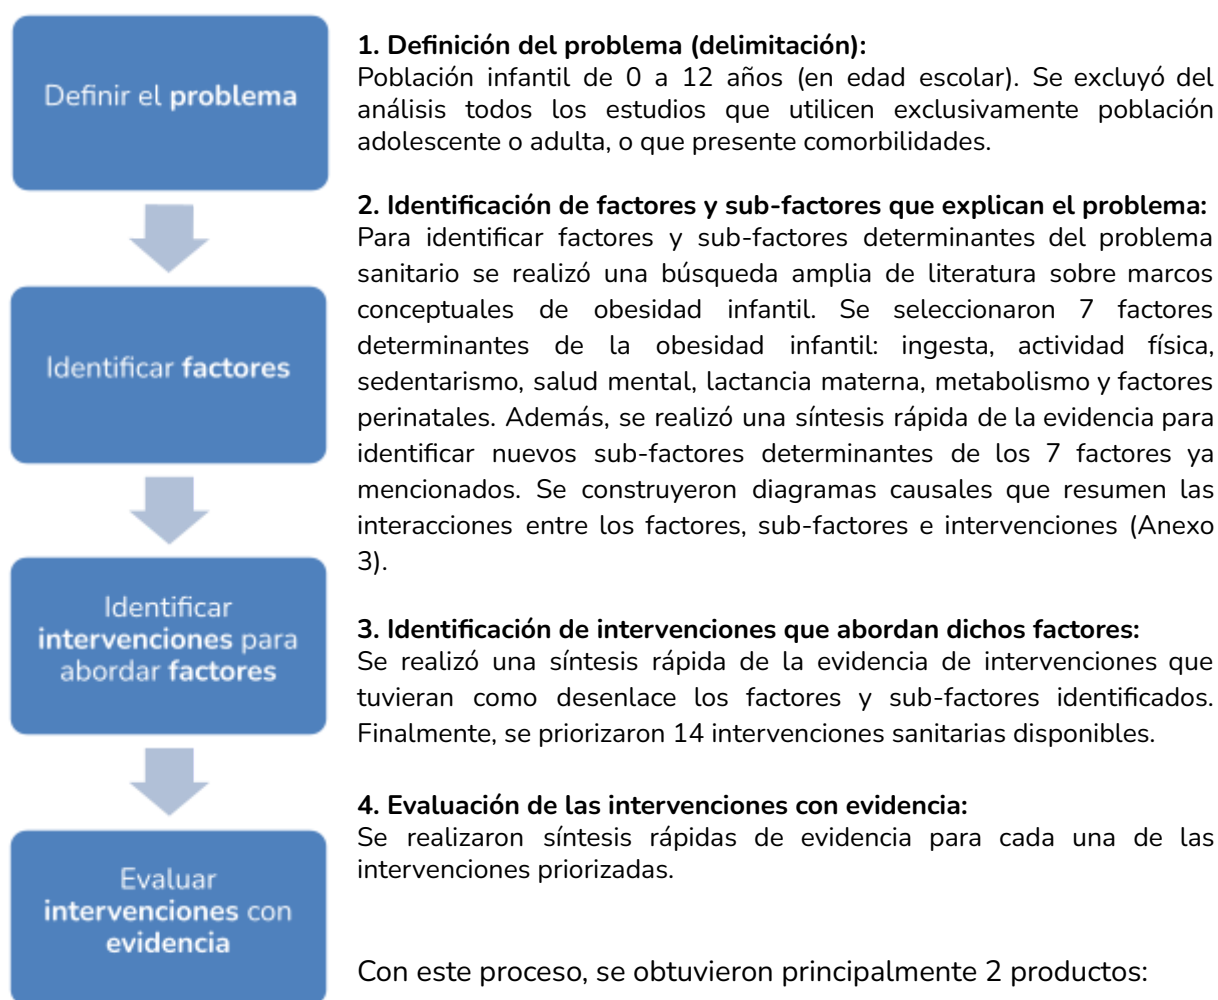 Definir el problema
1. Definición del problema (delimitación):
Población infantil de 0 a 12 años (en edad escolar). Se excluyó del
análisis todos los estudios que utilicen exclusivamente población
adolescente o adulta, o que presente comorbilidades.
Identificar factores
2. Identificación de factores y sub-factores que explican el problema:
Para identificar factores y sub-factores determinantes del problema
sanitario se realizó una búsqueda amplia de literatura sobre marcos
conceptuales de obesidad infantil. Se seleccionaron 7 factores
determinantes de la obesidad infantil: ingesta, actividad física,
sedentarismo, salud mental, lactancia materna, metabolismo y factores
perinatales. Además, se realizó una síntesis rápida de la evidencia para
identificar nuevos sub-factores determinantes de los 7 factores ya
mencionados. Se construyeron diagramas causales que resumen las
interacciones entre los factores, sub-factores e intervenciones (Anexo
3).
Identificar
intervenciones para
abordar factores
3. Identificación de intervenciones que abordan dichos factores:
Se realizó una síntesis rápida de la evidencia de intervenciones que
tuvieran como desenlace los factores y sub-factores identificados.
Finalmente, se priorizaron 14 intervenciones sanitarias disponibles.
Evaluar
intervenciones con
evidencia
4. Evaluación de las intervenciones con evidencia:
Se realizaron síntesis rápidas de evidencia para cada una de las
intervenciones priorizadas.
Con este proceso, se obtuvieron principalmente 2 productos: